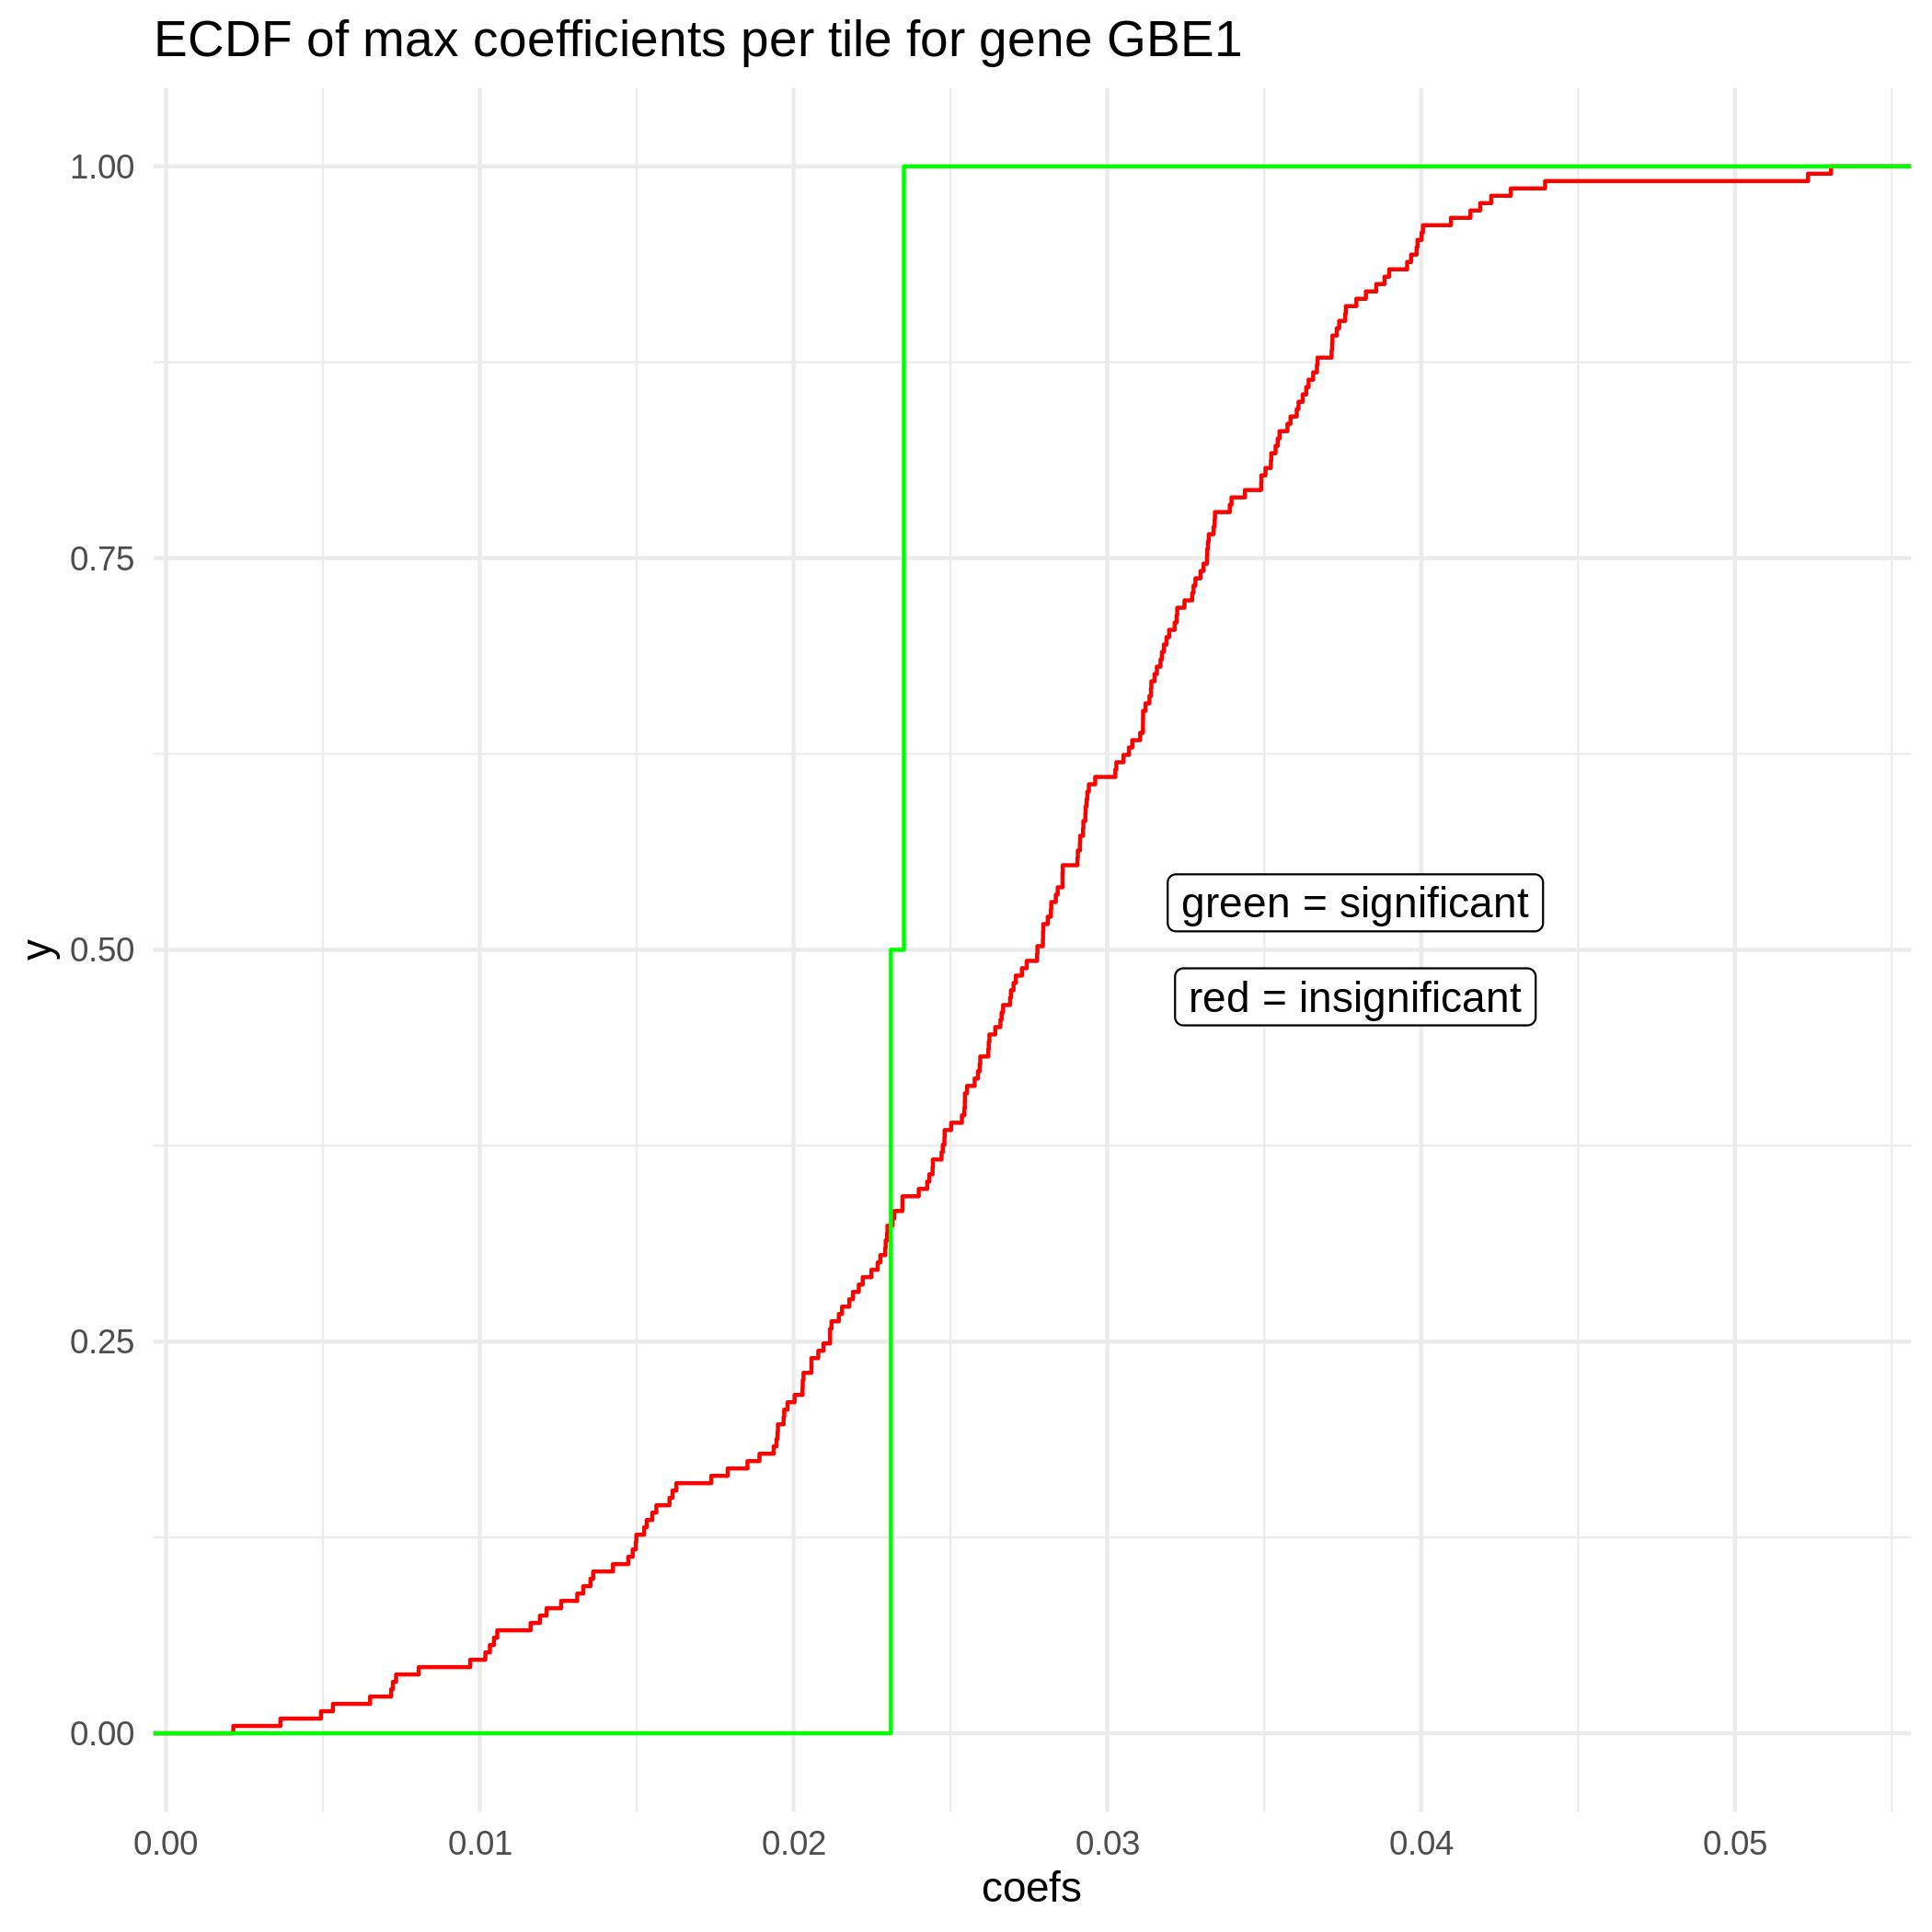 ECDF of max coefficients per tile for gene GBE1
1.00
0.75
0.50
0.25
0.00
y
green = significant
red = insignificant
0.00 0.01 0.02 0.03 0.04 0.05
coefs